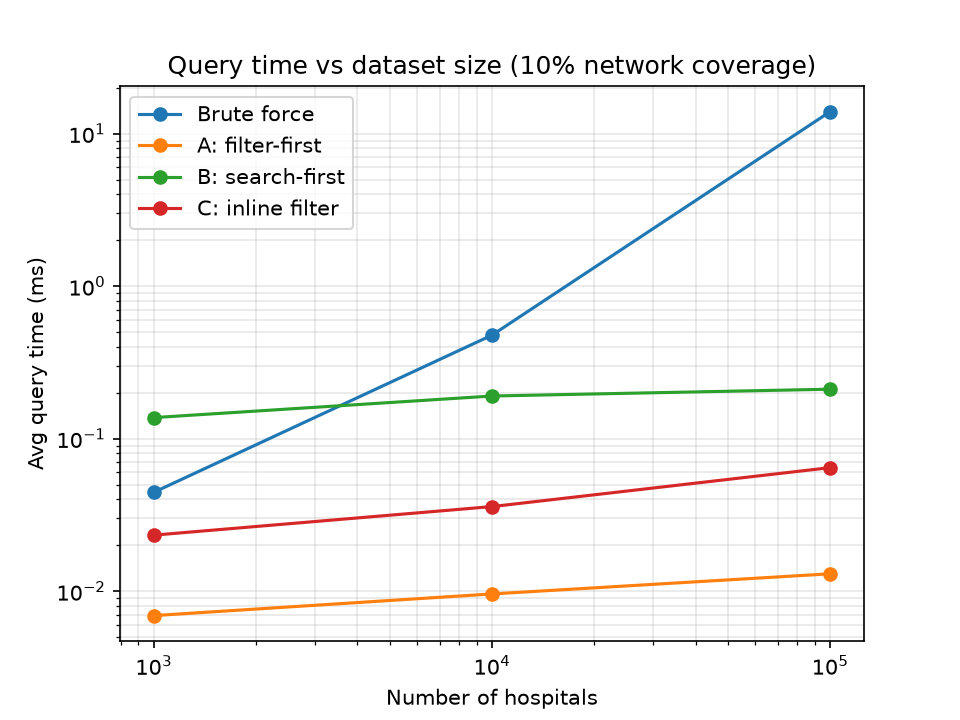 Query time vs dataset size (10% network coverage)
Brute force
A: filter-first
B: search-first
C: inline filter
Avg query time (ms)
10¹
10⁰
10⁻¹
10⁻²
10³ 10⁴ 10⁵
Number of hospitals